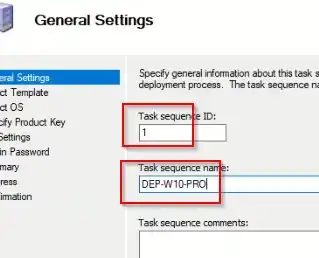 General Settings
eral Settings
ct Template
ct OS
cify Product Key
Settings
in Password
mary
ress
irmation
Specify general information about this task s
deployment process. The task sequence na
Task sequence ID:
1
Task sequence name:
DEP-W10-PRO
Task sequence comments: